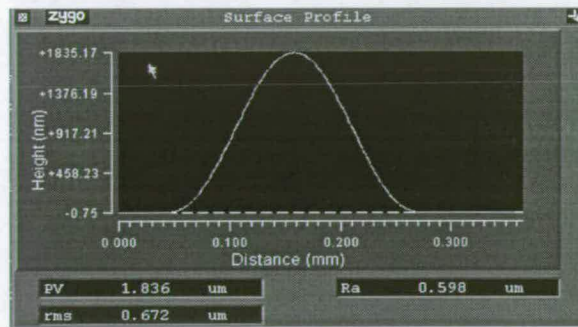 zygo Surface Profile
+1835.17
+1376.19
+917.21
+458.23
-0.75
Height (nm)
0.000 0.100 0.200 0.300
Distance (mm)
PV 1.836 um Ra 0.598 um
rms 0.672 um